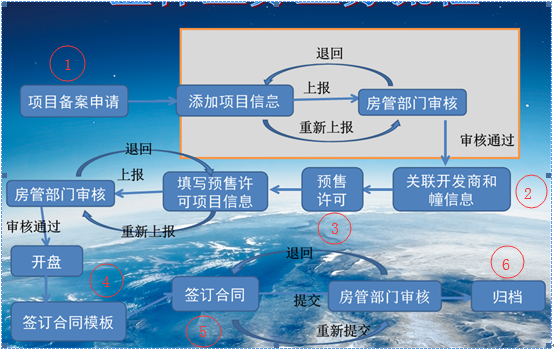 退回
①
项目备案申请
添加项目信息
上报
房管部门审核
重新上报
审核通过
退回
房管部门审核
上报
填写预售许
可项目信息
预售
许可
关联开发商和
幢信息
2
重新上报
审核通过
3
开盘
4
退回
6
签订合同
提交
房管部门审核
归档
签订合同模板
5
重新提交